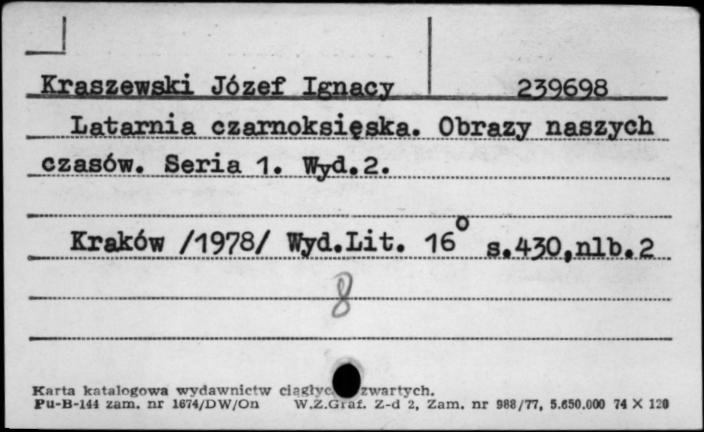 Kraszewski Józef Ignacy 239698
Latarnia czarnoksięska. Obrazy naszych
czasów. Seria 1. Wyd.2.
Kraków /1978/ Wyd.Lit. 16° s.430,nlb.2
8
Karta katalogowa wydawnictw zwartych.
Pu-B-144 zam. nr 1674/DW/On W.Z.Graf. Z-d 2, Zam. nr 988/77, 5.650.000 74 X 120